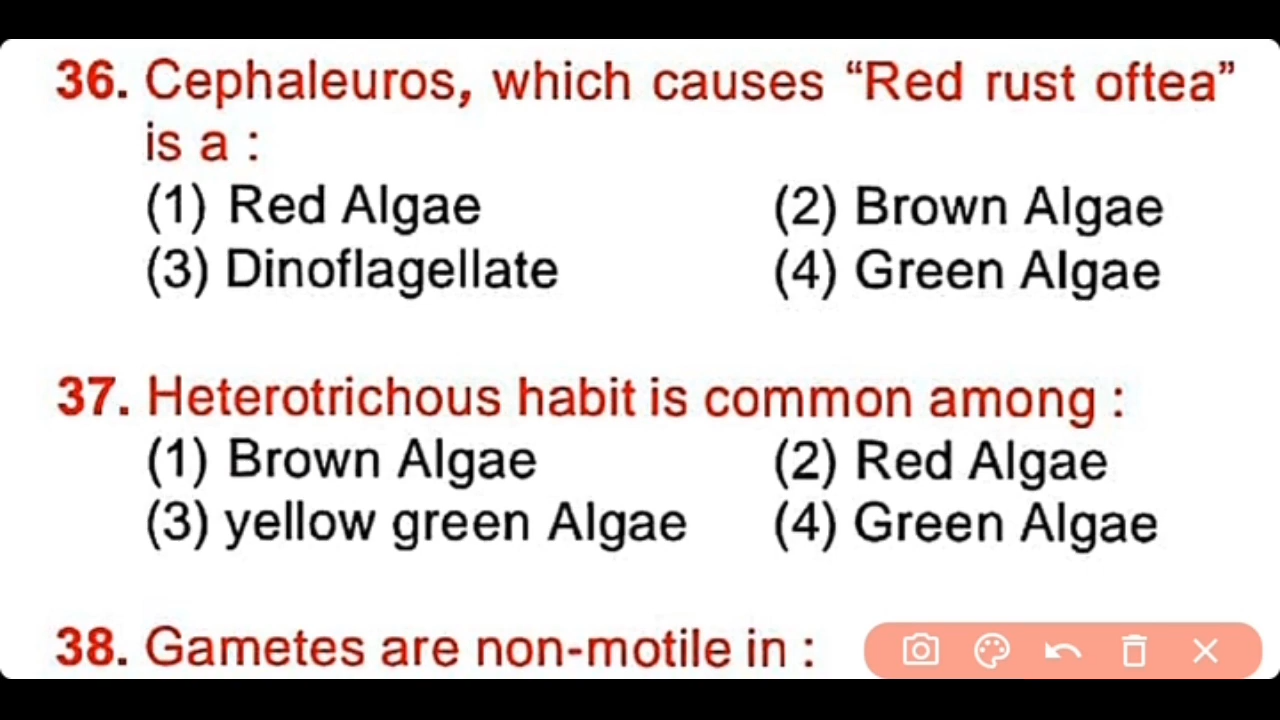 36. Cephaleuros, which causes “Red rust oftea”
is a :
(1) Red Algae (2) Brown Algae
(3) Dinoflagellate (4) Green Algae
37. Heterotrichous habit is common among :
(1) Brown Algae (2) Red Algae
(3) yellow green Algae (4) Green Algae
38. Gametes are non-motile in :